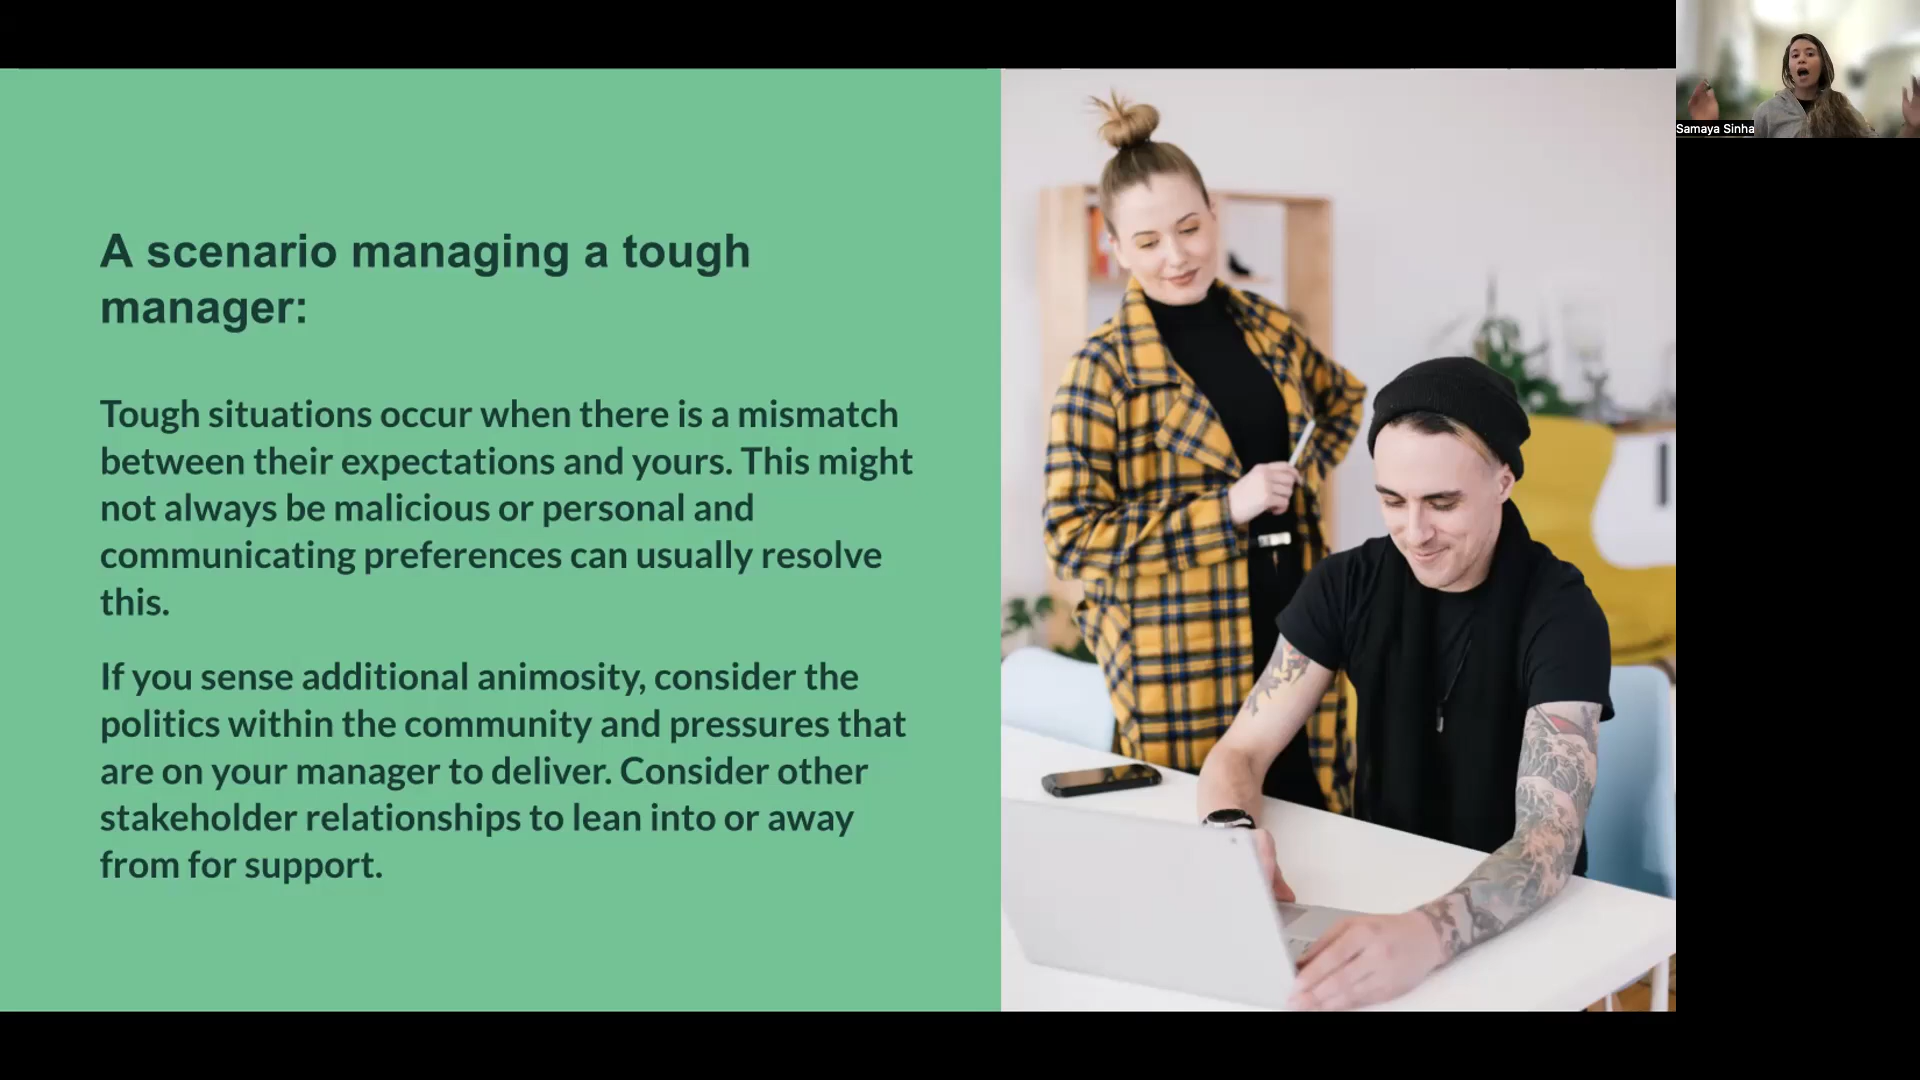 A scenario managing a tough
manager:
Tough situations occur when there is a mismatch
between their expectations and yours. This might
not always be malicious or personal and
communicating preferences can usually resolve
this.
If you sense additional animosity, consider the
politics within the community and pressures that
are on your manager to deliver. Consider other
stakeholder relationships to lean into or away
from for support.
Samaya Sinha